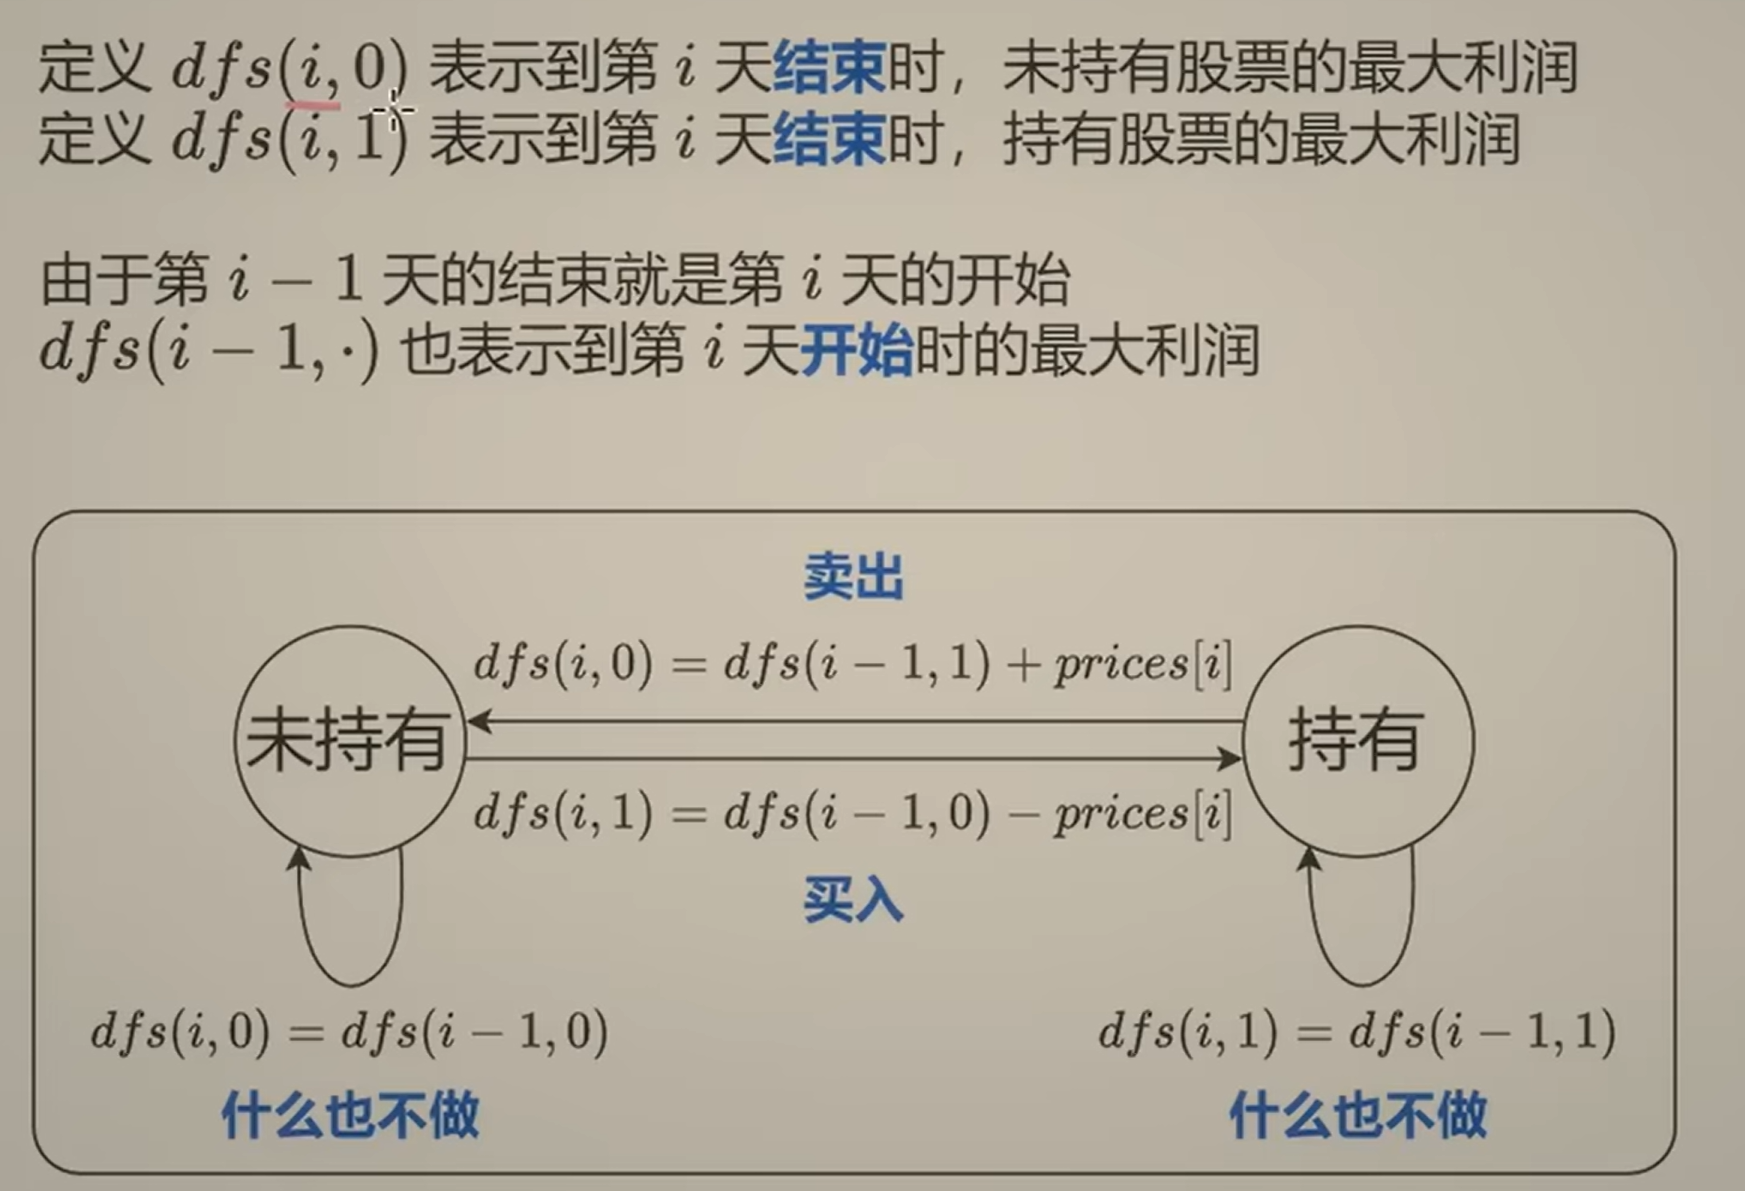 定义 dfs(i, 0) 表示到第 i 天结束时，未持有股票的最大利润
定义 dfs(i, 1) 表示到第 i 天结束时，持有股票的最大利润
由于第 i − 1 天的结束就是第 i 天的开始
dfs(i − 1, ·) 也表示到第 i 天开始时的最大利润
卖出
dfs(i, 0) = dfs(i − 1, 1) + prices[i]
未持有
持有
dfs(i, 1) = dfs(i − 1, 0) − prices[i]
买入
dfs(i, 0) = dfs(i − 1, 0)
dfs(i, 1) = dfs(i − 1, 1)
什么也不做
什么也不做